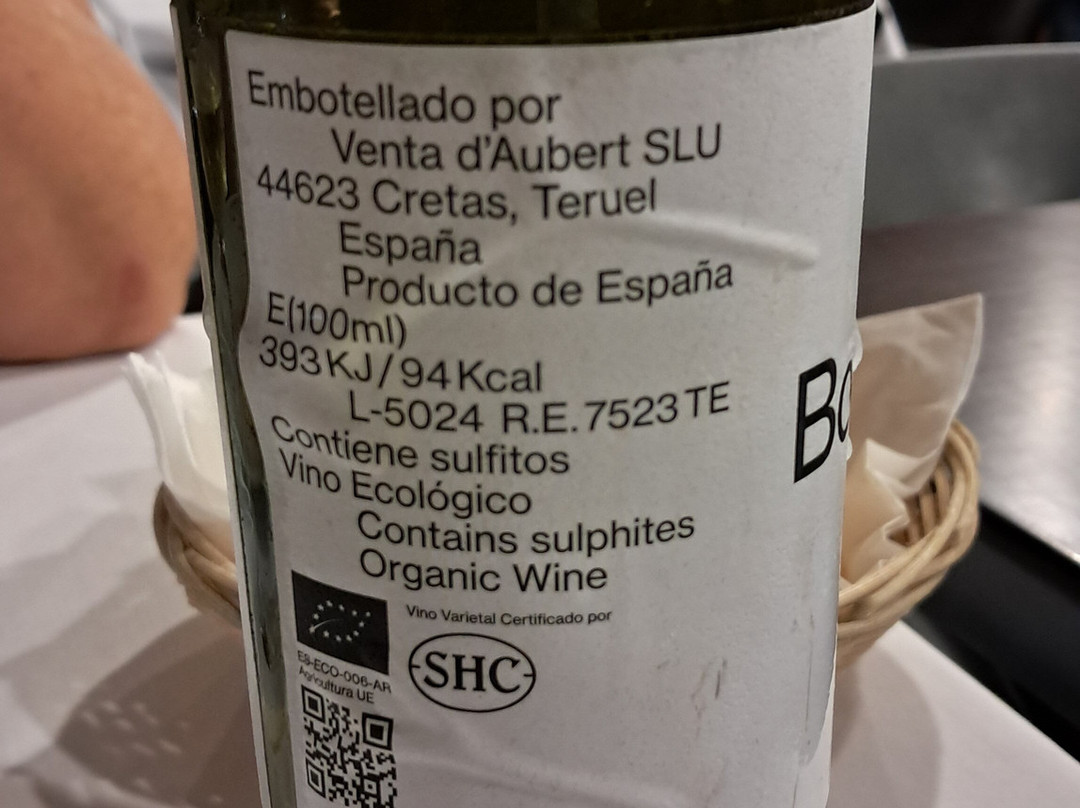 Embotellado por
Venta d'Aubert SLU
44623 Cretas, Teruel
España
Producto de España
E(100ml)
393 KJ / 94 Kcal
L-5024 R.E. 7523 TE
Contiene sulfitos
Vino Ecológico
Contains sulphites
Organic Wine
Vino Varietal Certificado por
SHC
ES-ECO-006-AR
Agricultura UE